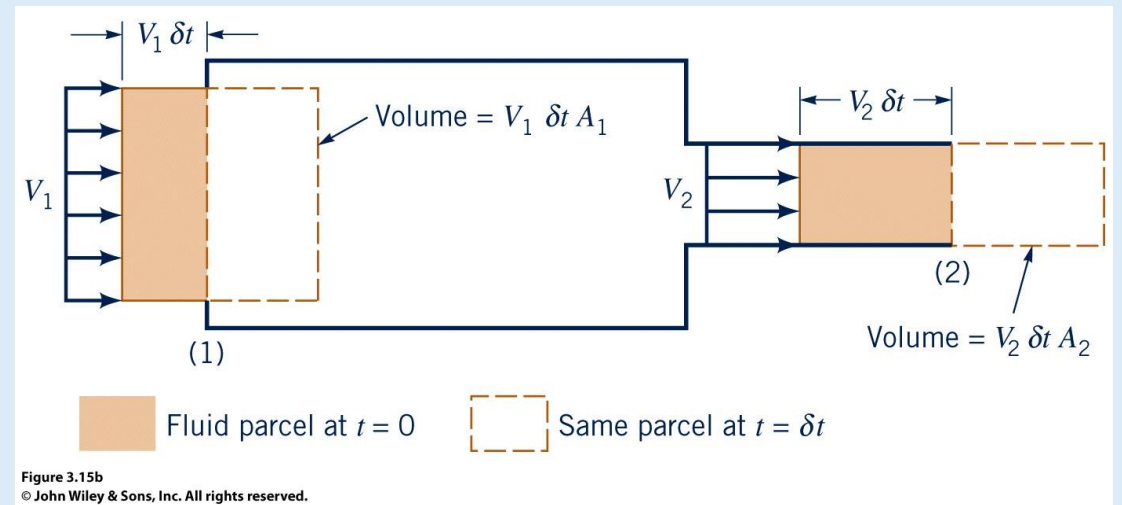 V₁ δt
Volume = V₁ δt A₁
V₂ δt
V₁
V₂
(2)
(1)
Volume = V₂ δt A₂
Fluid parcel at t = 0
Same parcel at t = δt
Figure 3.15b
© John Wiley & Sons, Inc. All rights reserved.